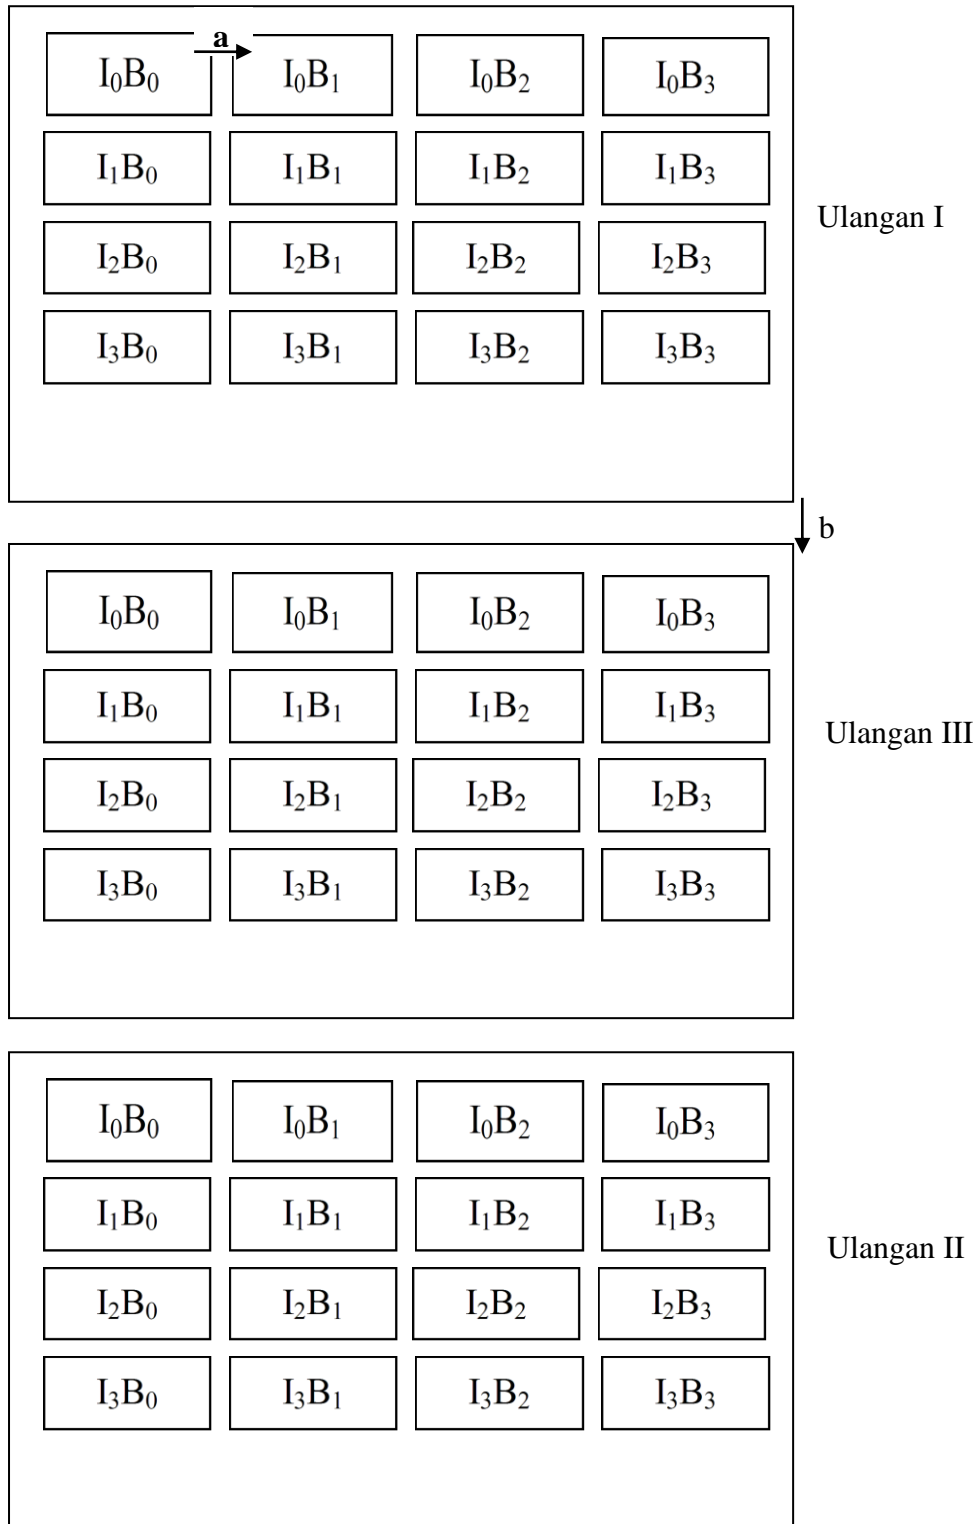 a
I₀B₀ I₀B₁ I₀B₂ I₀B₃
I₁B₀ I₁B₁ I₁B₂ I₁B₃
Ulangan I
I₂B₀ I₂B₁ I₂B₂ I₂B₃
I₃B₀ I₃B₁ I₃B₂ I₃B₃
b
I₀B₀ I₀B₁ I₀B₂ I₀B₃
I₁B₀ I₁B₁ I₁B₂ I₁B₃
Ulangan III
I₂B₀ I₂B₁ I₂B₂ I₂B₃
I₃B₀ I₃B₁ I₃B₂ I₃B₃
I₀B₀ I₀B₁ I₀B₂ I₀B₃
I₁B₀ I₁B₁ I₁B₂ I₁B₃
Ulangan II
I₂B₀ I₂B₁ I₂B₂ I₂B₃
I₃B₀ I₃B₁ I₃B₂ I₃B₃